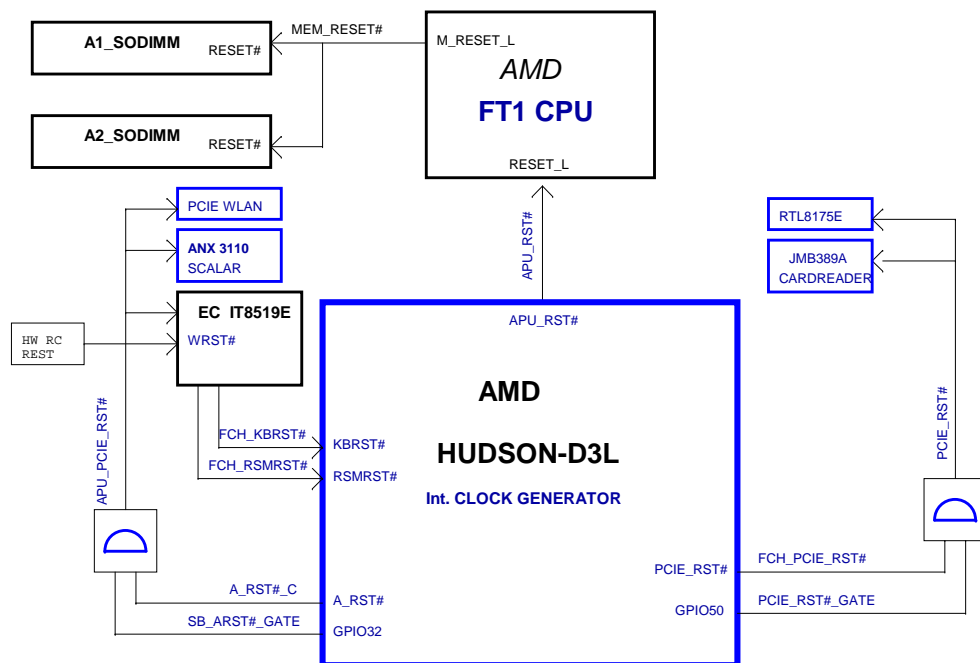 A1_SODIMM
RESET#
MEM_RESET#
M_RESET_L
AMD
FT1 CPU
RESET_L
A2_SODIMM
RESET#
PCIE WLAN
ANX 3110
SCALAR
APU_RST#
RTL8175E
JMB389A
CARDREADER
EC IT8519E
WRST#
HW RC
REST
APU_RST#
AMD
HUDSON-D3L
Int. CLOCK GENERATOR
FCH_KBRST#
KBRST#
FCH_RSMRST#
RSMRST#
APU_PCIE_RST#
PCIE_RST#
A_RST#_C
A_RST#
SB_ARST#_GATE
GPIO32
PCIE_RST#
FCH_PCIE_RST#
GPIO50
PCIE_RST#_GATE